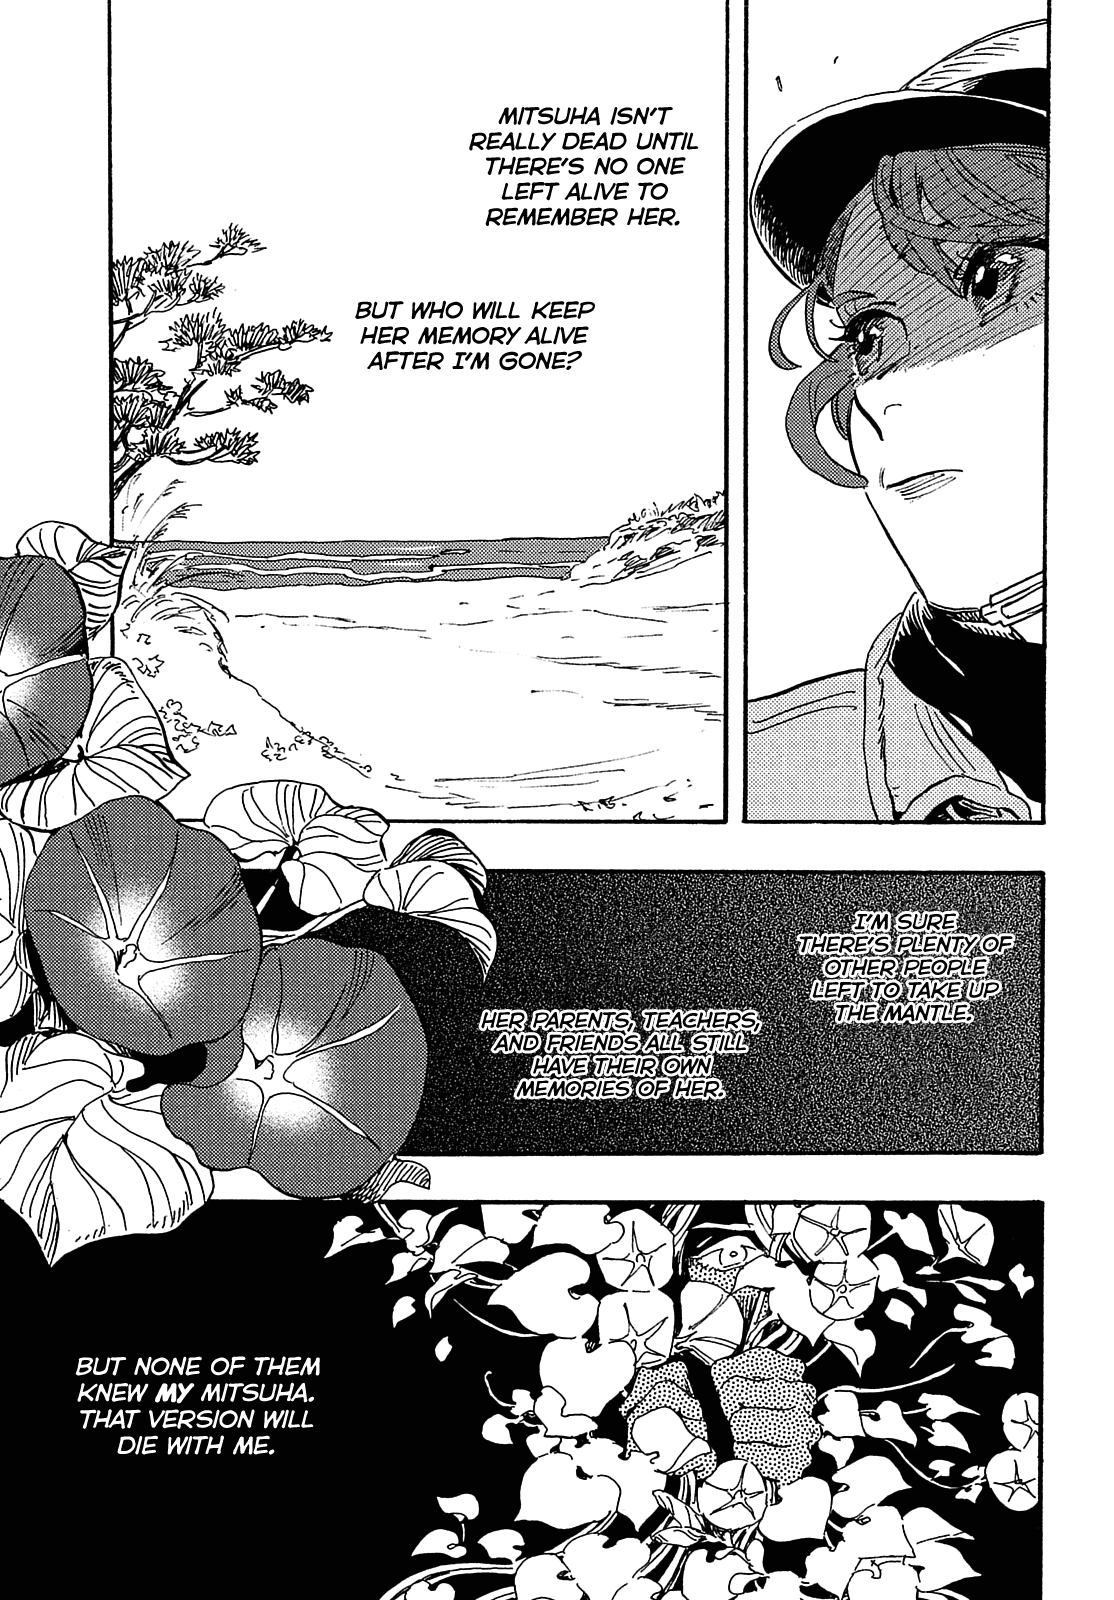 MITSUHA ISN'T
REALLY DEAD UNTIL
THERE'S NO ONE
LEFT ALIVE TO
REMEMBER HER.
BUT WHO WILL KEEP
HER MEMORY ALIVE
AFTER I'M GONE?
I'M SURE
THERE'S PLENTY OF
OTHER PEOPLE
LEFT TO TAKE UP
THE MANTLE.
HER PARENTS, TEACHERS,
AND FRIENDS ALL STILL
HAVE THEIR OWN
MEMORIES OF HER.
BUT NONE OF THEM
KNEW MY MITSUHA.
THAT VERSION WILL
DIE WITH ME.